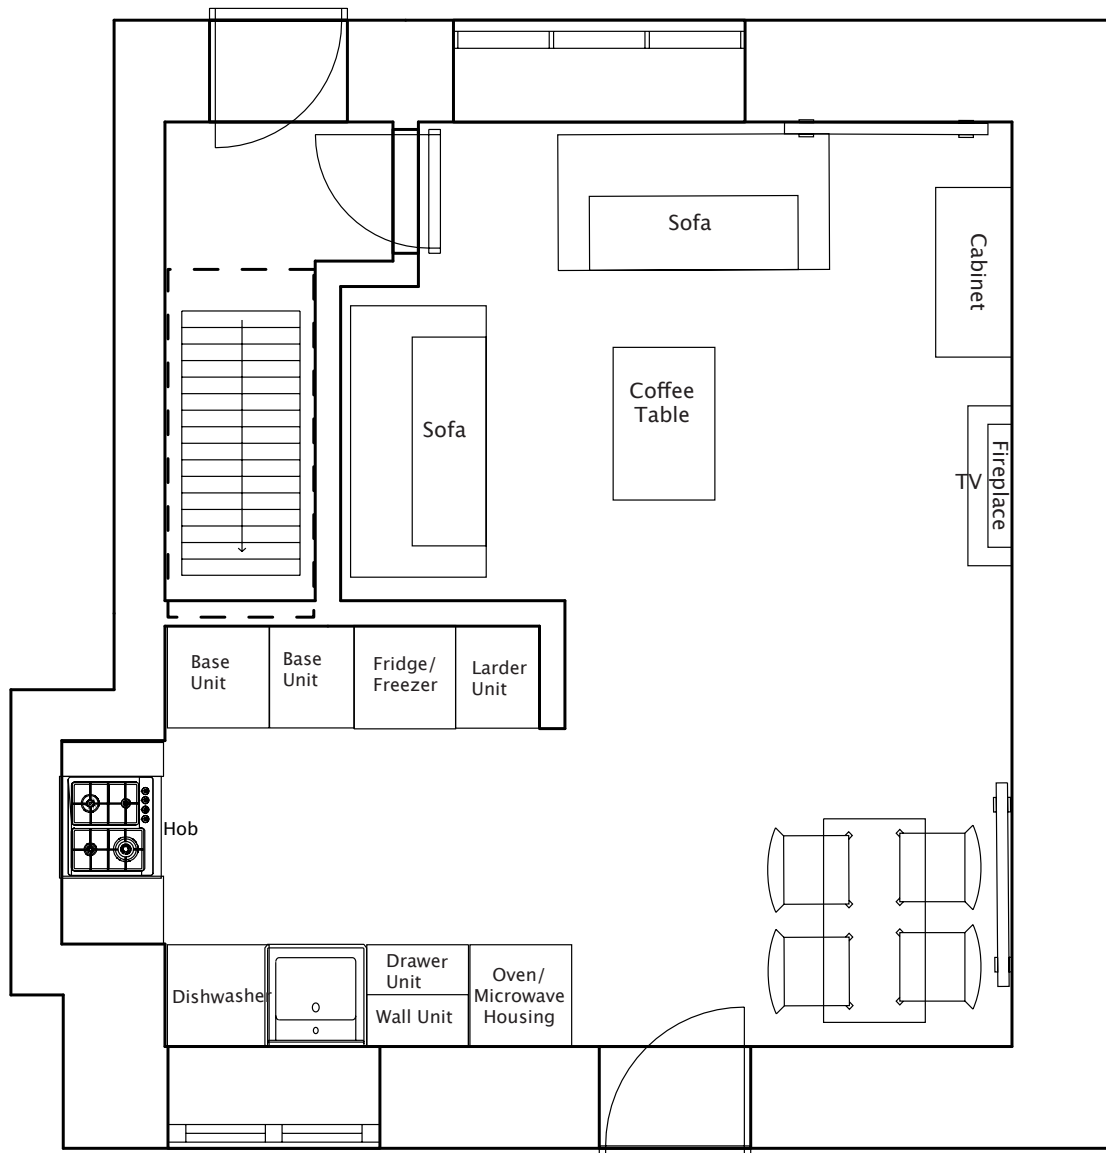 Sofa
Cabinet
Coffee
Table
Sofa
TV
Fireplace
Base
Unit
Base
Unit
Fridge/
Freezer
Larder
Unit
Hob
Dishwasher
Drawer
Unit
Wall Unit
Oven/
Microwave
Housing